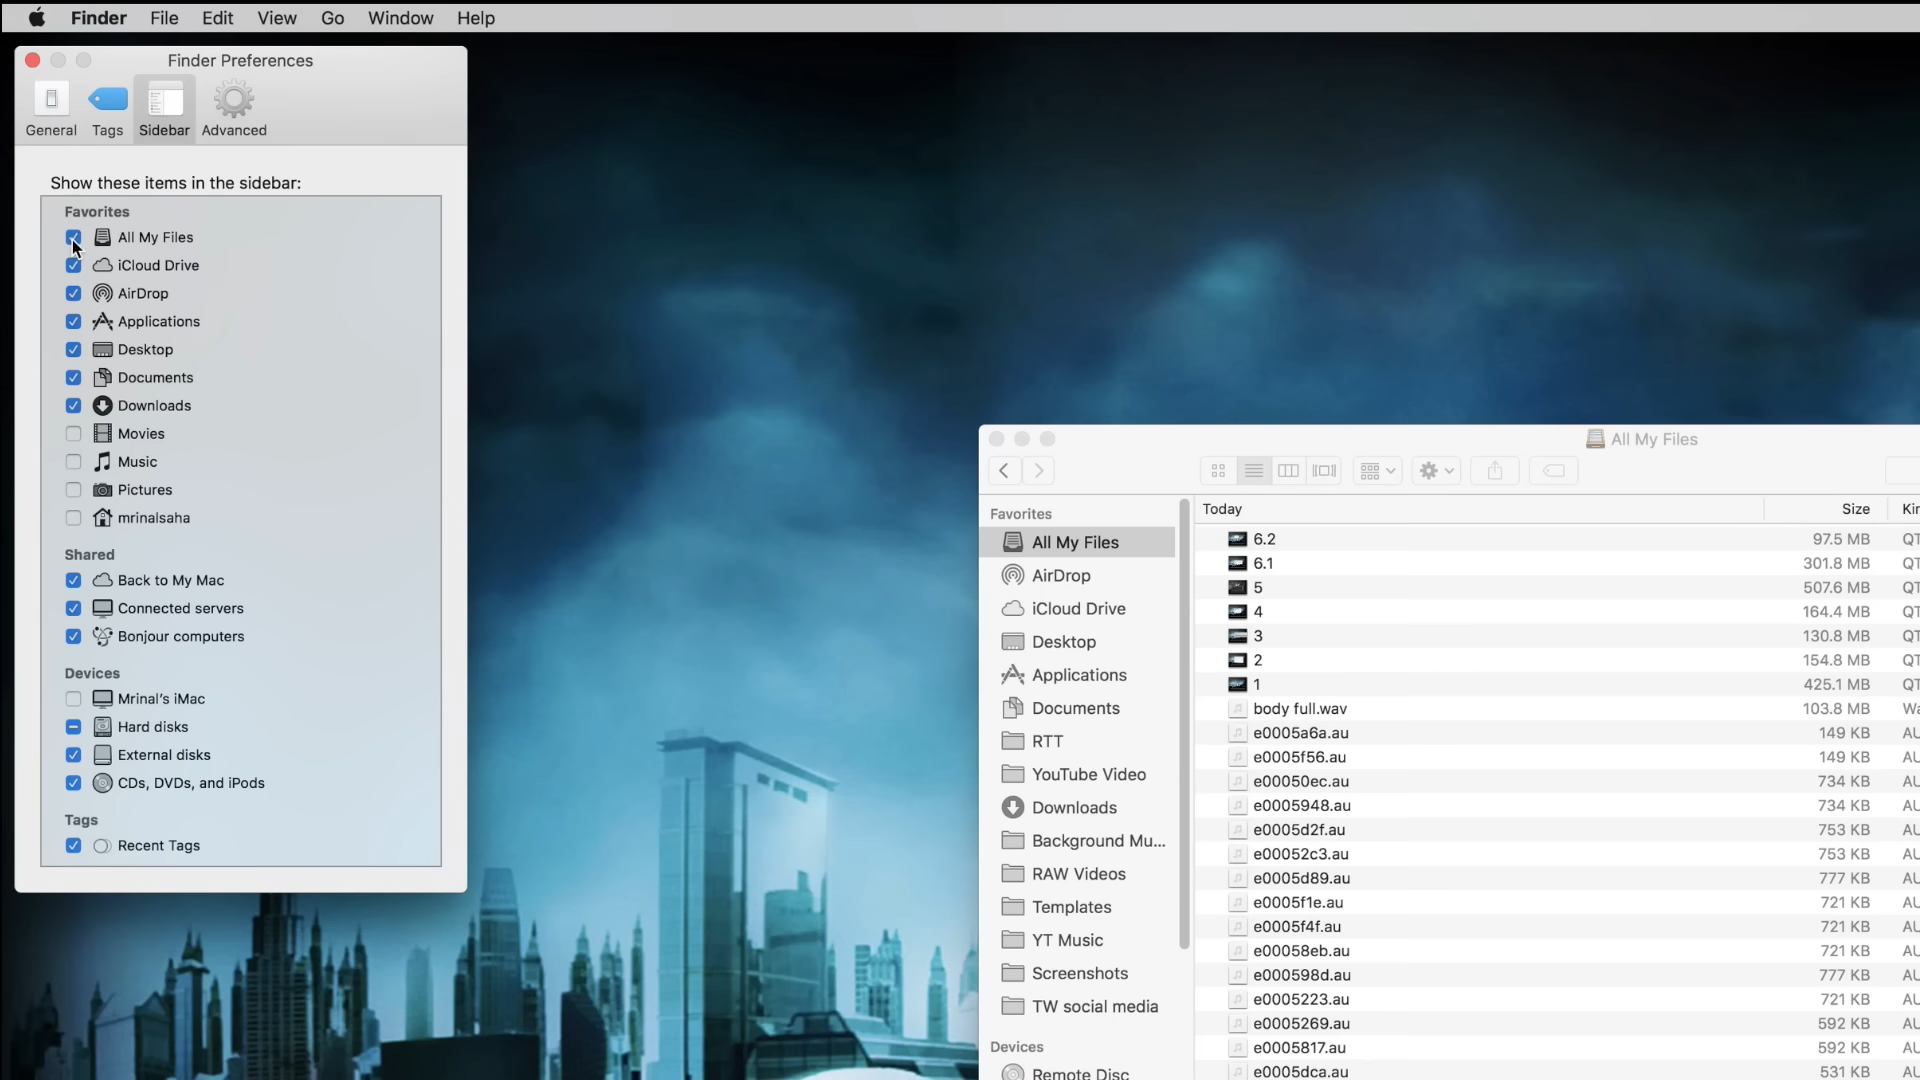 Finder File Edit View Go Window Help
Finder Preferences
General Tags Sidebar Advanced
Show these items in the sidebar:
Favorites
All My Files
iCloud Drive
AirDrop
Applications
Desktop
Documents
Downloads
Movies
Music
Pictures
mrinalsaha
Shared
Back to My Mac
Connected servers
Bonjour computers
Devices
Mrinal's iMac
Hard disks
External disks
CDs, DVDs, and iPods
Tags
Recent Tags
All My Files
Favorites
All My Files
AirDrop
iCloud Drive
Desktop
Applications
Documents
RTT
YouTube Video
Downloads
Background Mu...
RAW Videos
Templates
YT Music
Screenshots
TW social media
Devices
Remote Disc
Today Size Kin
6.2 97.5 MB QT
6.1 301.8 MB QT
5 507.6 MB QT
4 164.4 MB QT
3 130.8 MB QT
2 154.8 MB QT
1 425.1 MB QT
body full.wav 103.8 MB Wa
e0005a6a.au 149 KB AU
e0005f56.au 149 KB AU
e00050ec.au 734 KB AU
e0005948.au 734 KB AU
e0005d2f.au 753 KB AU
e00052c3.au 753 KB AU
e0005d89.au 777 KB AU
e0005f1e.au 721 KB AU
e0005f4f.au 721 KB AU
e00058eb.au 721 KB AU
e000598d.au 777 KB AU
e0005223.au 721 KB AU
e0005269.au 592 KB AU
e0005817.au 592 KB AU
e0005dca.au 531 KB AU